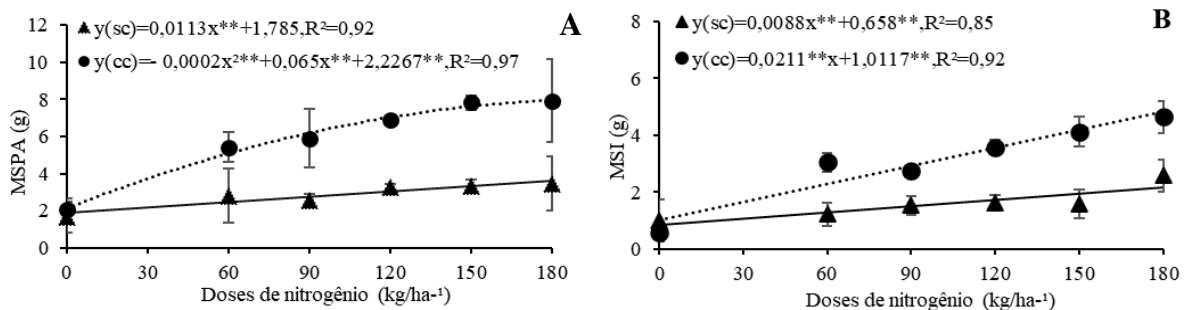 A
y(sc)=0,0113x**+1,785,R²=0,92
y(cc)=- 0,0002x²**+0,065x**+2,2267**,R²=0,97
MSPA (g)
12
10
8
6
4
2
0
0 30 60 90 120 150 180
Doses de nitrogênio (kg/ha-¹)
B
y(sc)=0,0088x**+0,658**,R²=0,85
y(cc)=0,0211**x+1,0117**,R²=0,92
MSI (g)
8
6
4
2
0
0 30 60 90 120 150 180
Doses de nitrogênio (kg/ha-¹)